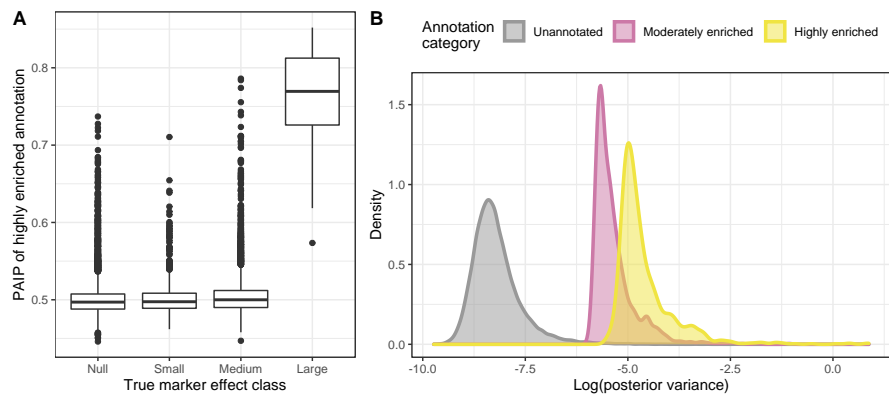 A
PAIP of highly enriched annotation
0.8
0.7
0.6
0.5
Null Small Medium Large
True marker effect class
B
Annotation category
Unannotated
Moderately enriched
Highly enriched
Density
1.5
1.0
0.5
0.0
-10.0 -7.5 -5.0 -2.5 0.0
Log(posterior variance)